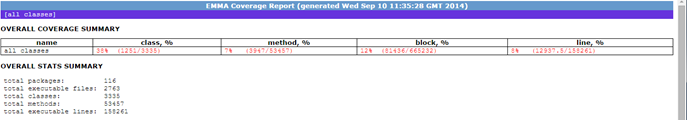 EMMA Coverage Report (generated Wed Sep 10 11:35:28 GMT 2014)
[all classes]
OVERALL COVERAGE SUMMARY
name class, % method, % block, % line, %
all classes 38% (1251/3335) 7% (3947/53457) 12% (81436/665232) 8% (12937.5/158261)
OVERALL STATS SUMMARY
total packages: 116
total executable files: 2763
total classes: 3335
total methods: 53457
total executable lines: 158261